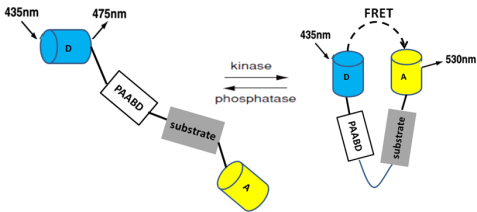 435nm
475nm
D
PAABD
substrate
A
kinase
phosphatase
FRET
435nm
530nm
D
A
PAABD
substrate